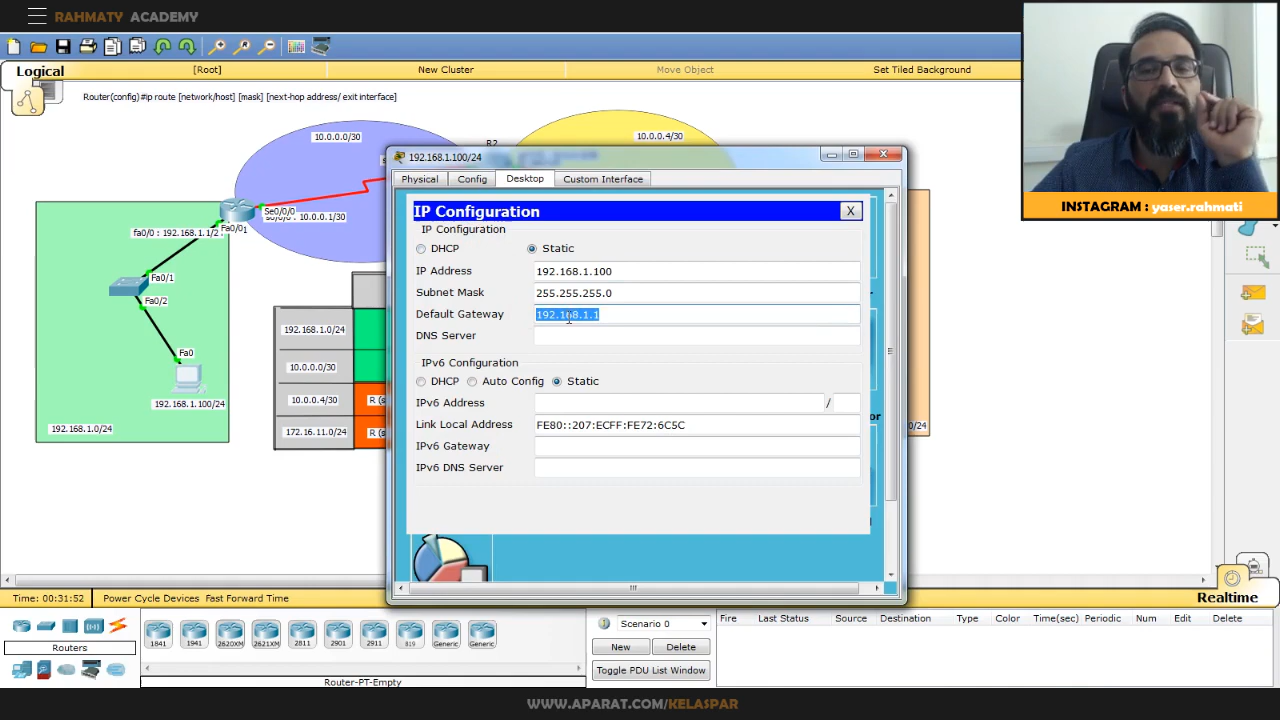 RAHMATY ACADEMY
Logical
[Root]
New Cluster
Move Object
Set Tiled Background
Router(config)#ip route [network/host] [mask] [next-hop address/ exit interface]
10.0.0.0/30
R2
10.0.0.4/30
Se0/0/0
10.0.0.1/30
fa0/0 : 192.168.1.1/2
Fa0/0
Fa0/1
Fa0/2
Fa0
192.168.1.100/24
192.168.1.0/24
192.168.1.0/24
10.0.0.0/30
10.0.0.4/30
R (s
172.16.11.0/24
R (s
192.168.1.100/24
Physical
Config
Desktop
Custom Interface
IP Configuration
X
IP Configuration
DHCP
Static
IP Address
192.168.1.100
Subnet Mask
255.255.255.0
Default Gateway
192.168.1.1
DNS Server
IPv6 Configuration
DHCP
Auto Config
Static
IPv6 Address
/
Link Local Address
FE80::207:ECFF:FE72:6C5C
IPv6 Gateway
IPv6 DNS Server
or
0/24
INSTAGRAM : yaser.rahmati
Time: 00:31:52
Power Cycle Devices Fast Forward Time
Realtime
Routers
1841
1941
2620XM
2621XM
2811
2901
2911
819
Generic
Generic
Router-PT-Empty
Scenario 0
New
Delete
Toggle PDU List Window
Fire
Last Status
Source
Destination
Type
Color
Time(sec)
Periodic
Num
Edit
Delete
WWW.APARAT.COM/KELASPAR